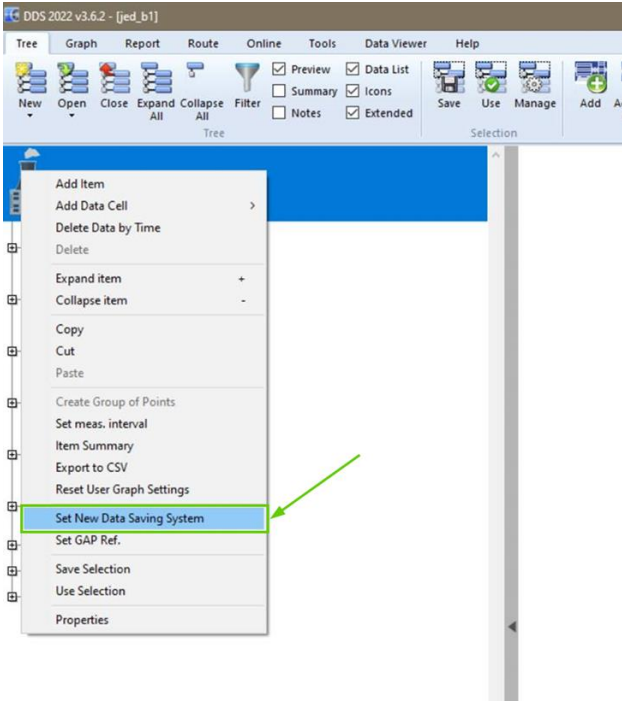 DDS 2022 v3.6.2 - [jed_b1]
Tree Graph Report Route Online Tools Data Viewer Help
New Open Close Expand All Collapse All Filter
Preview Data List
Summary Icons
Notes Extended
Save Use Manage Add A
Tree Selection
Add Item
Add Data Cell >
Delete Data by Time
Delete
Expand item +
Collapse item -
Copy
Cut
Paste
Create Group of Points
Set meas. interval
Item Summary
Export to CSV
Reset User Graph Settings
Set New Data Saving System
Set GAP Ref.
Save Selection
Use Selection
Properties